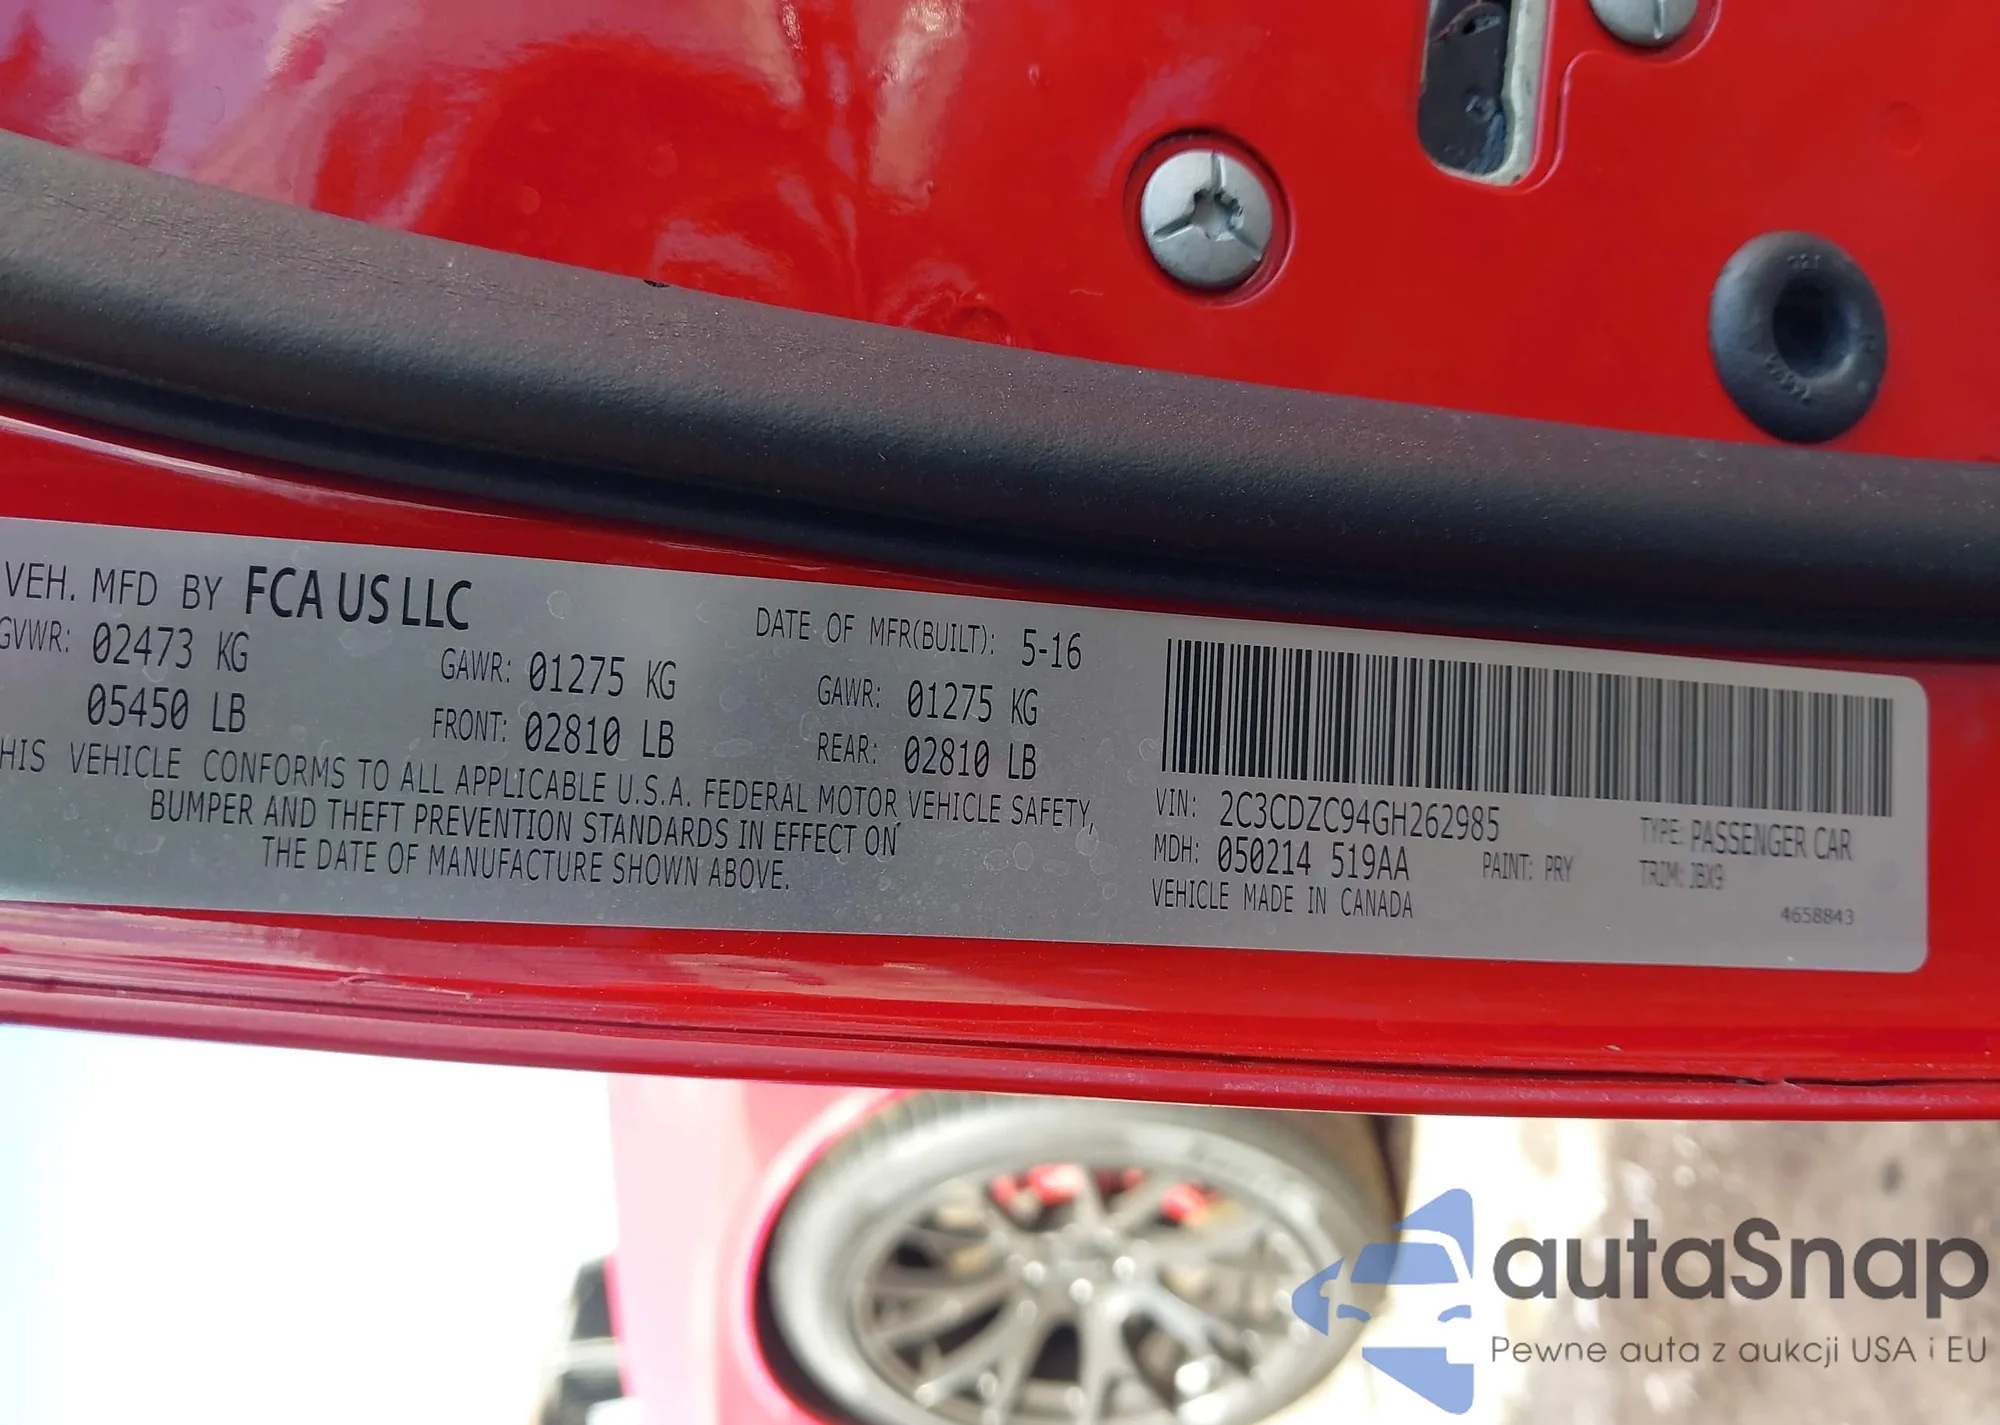 VEH. MFD BY FCA US LLC
DATE OF MFR(BUILT): 5-16
GVWR: 02473 KG GAWR: 01275 KG GAWR: 01275 KG
05450 LB FRONT: 02810 LB REAR: 02810 LB
HIS VEHICLE CONFORMS TO ALL APPLICABLE U.S.A. FEDERAL MOTOR VEHICLE SAFETY,
BUMPER AND THEFT PREVENTION STANDARDS IN EFFECT ON
THE DATE OF MANUFACTURE SHOWN ABOVE.
VIN: 2C3CDZC94GH262985 TYPE: PASSENGER CAR
MDH: 050214 519AA PAINT: PRY TRIM: JBX9
VEHICLE MADE IN CANADA
4658843
autaSnap
Pewne auta z aukcji USA i EU